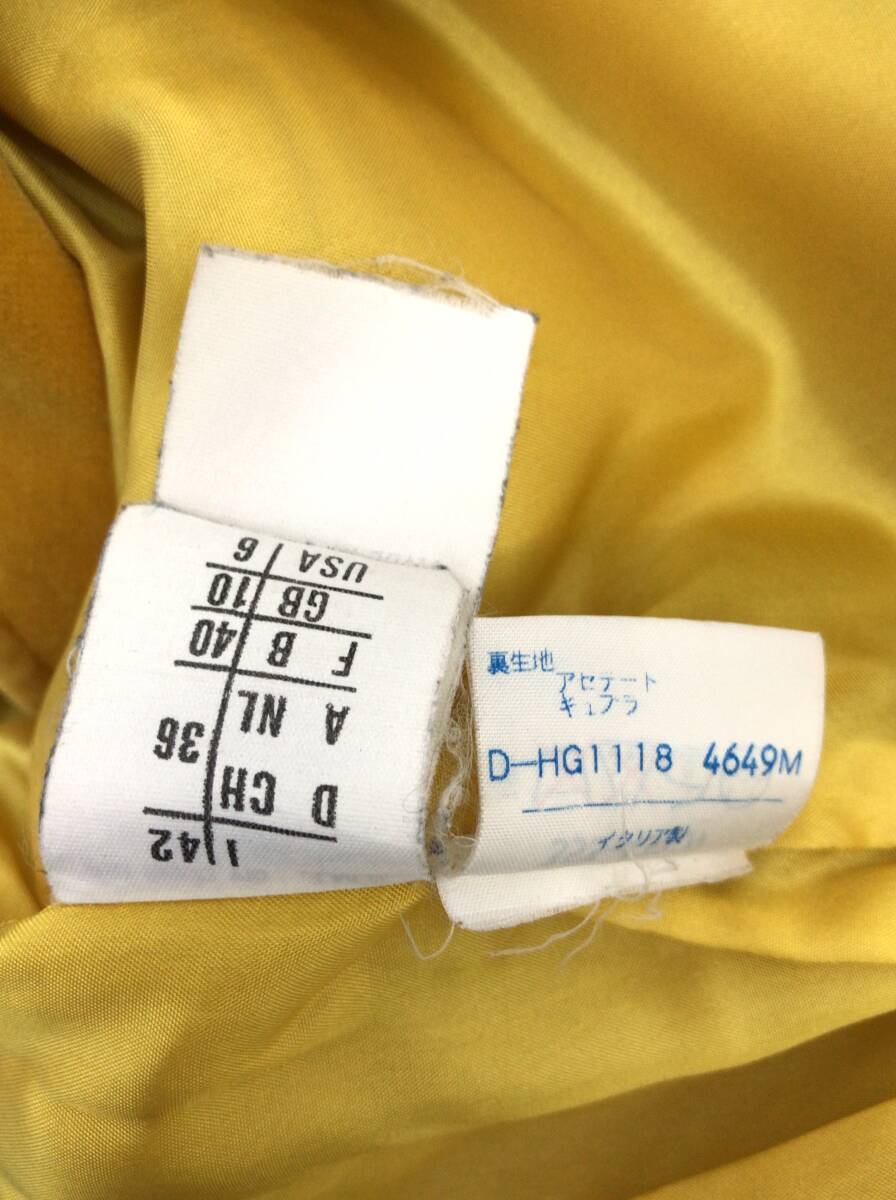 I 42
D CH
A NL 36
F B 40
GB 10
USA 6
裏生地
アセテート
キュプラ
D-HG1118 4649M
イタリア製